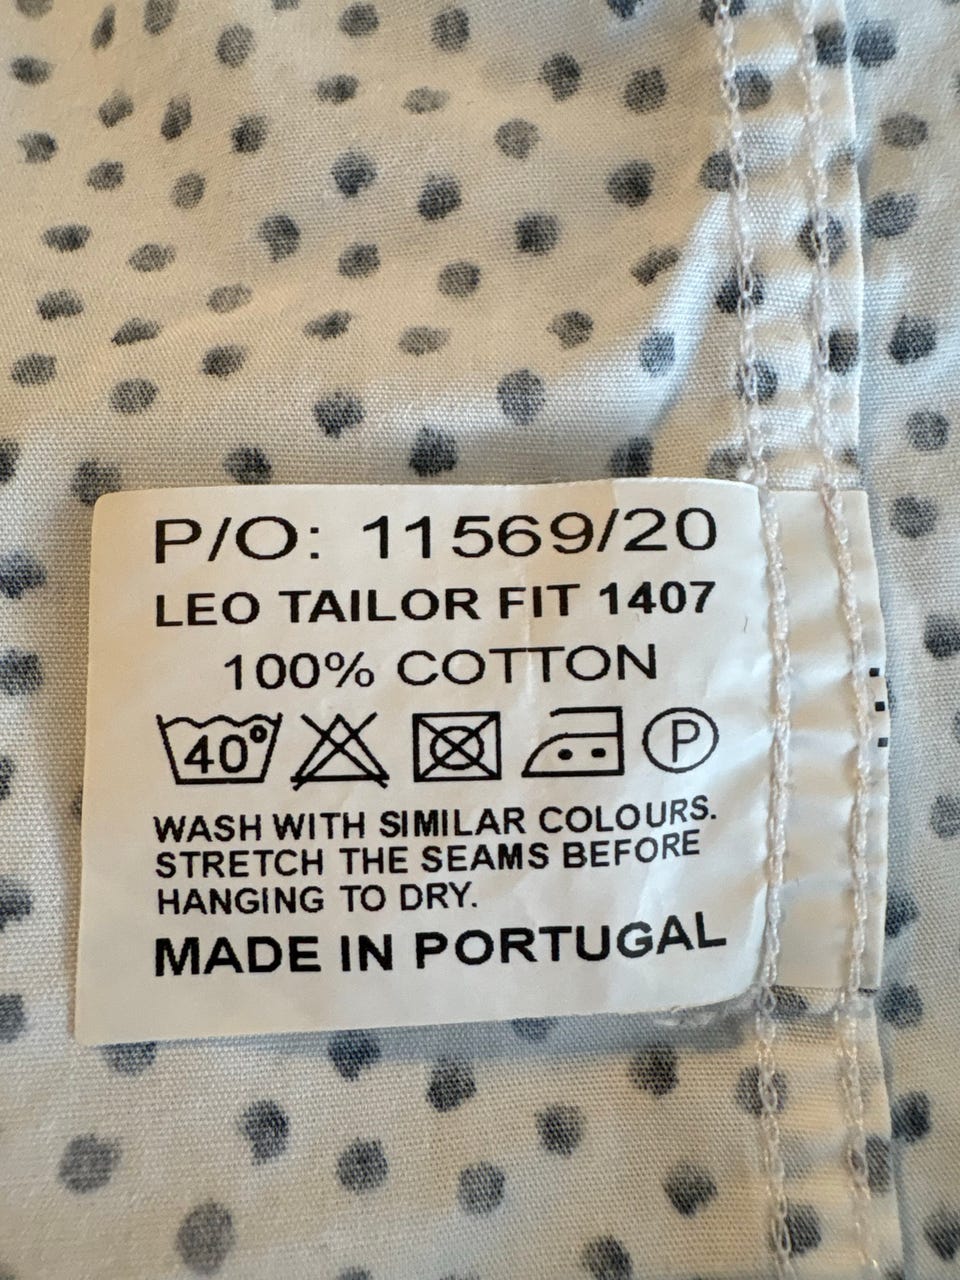 P/O: 11569/20
LEO TAILOR FIT 1407
100% COTTON
40° P
WASH WITH SIMILAR COLOURS.
STRETCH THE SEAMS BEFORE
HANGING TO DRY.
MADE IN PORTUGAL